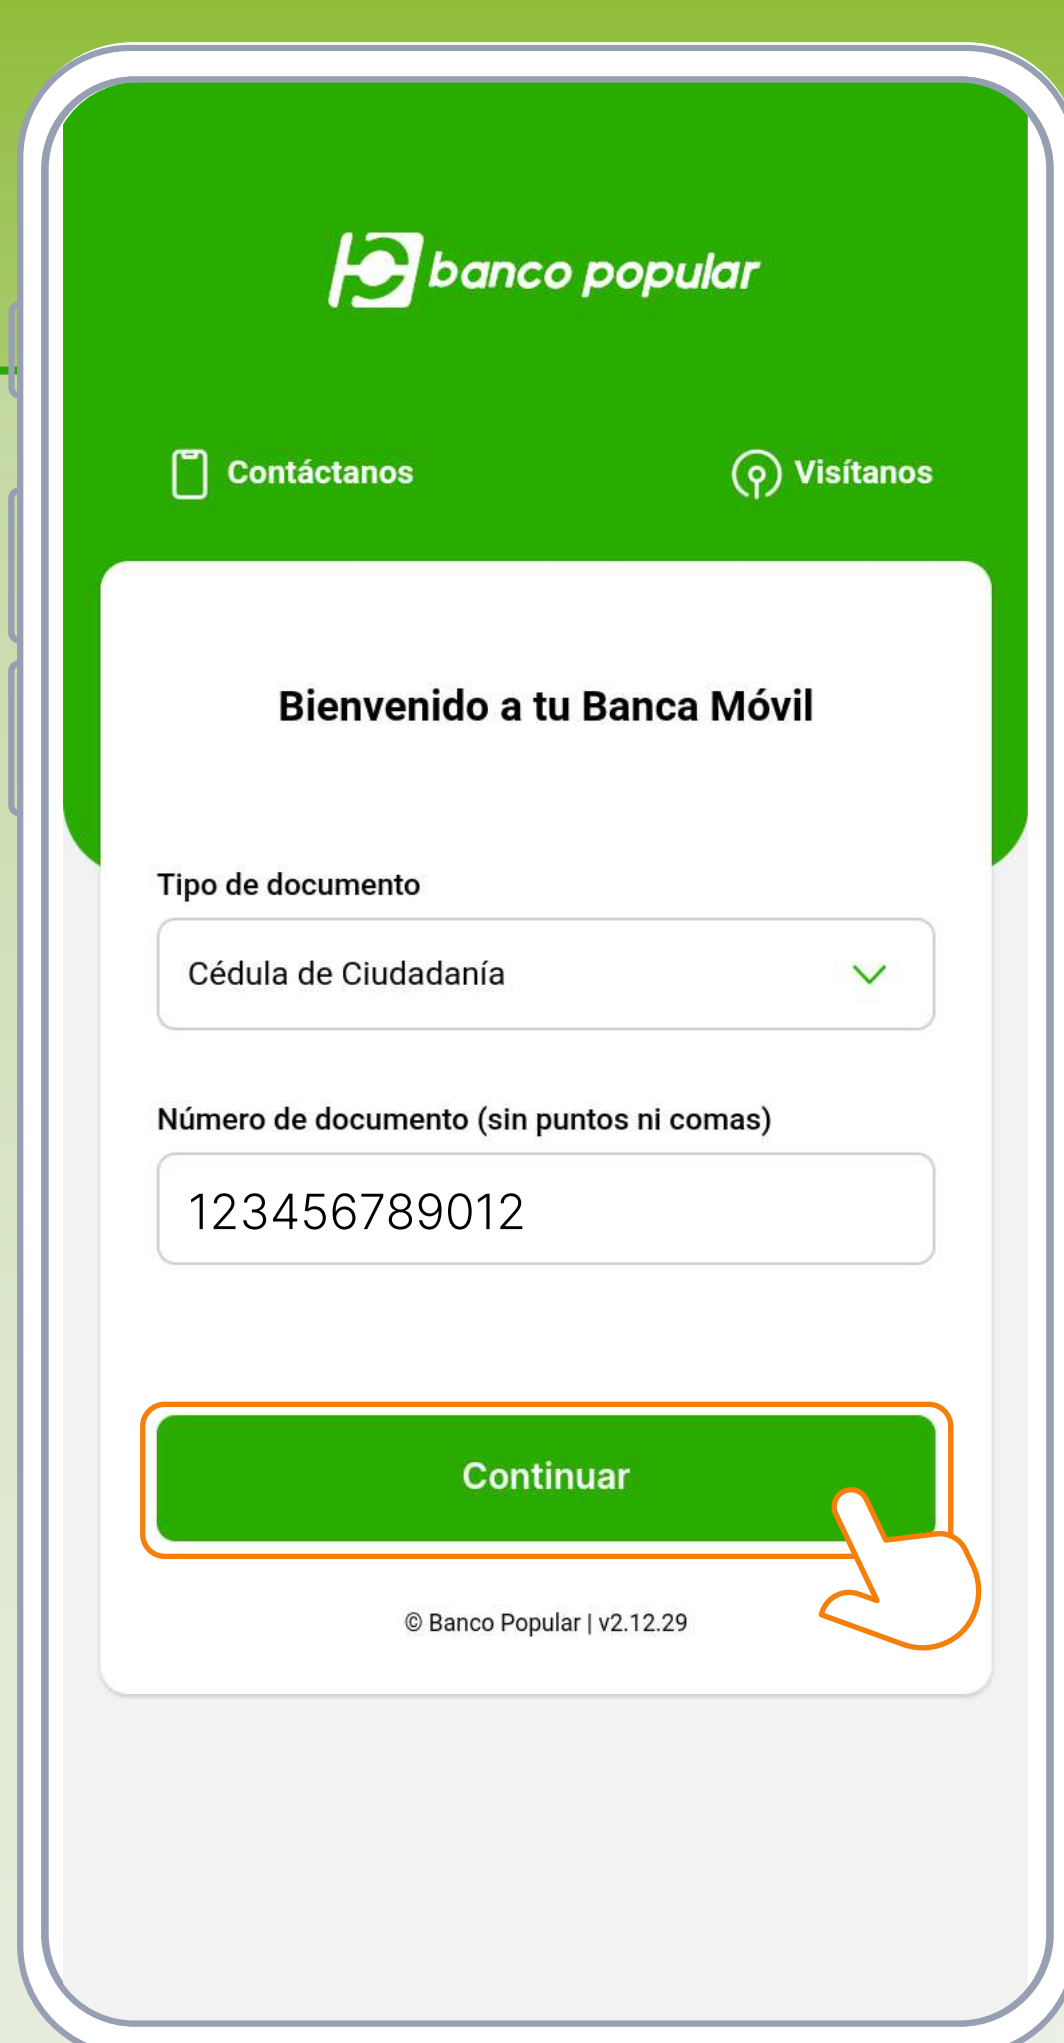 banco popular
Contáctanos
Visítanos
Bienvenido a tu Banca Móvil
Tipo de documento
Cédula de Ciudadanía
Número de documento (sin puntos ni comas)
123456789012
Continuar
© Banco Popular | v2.12.29